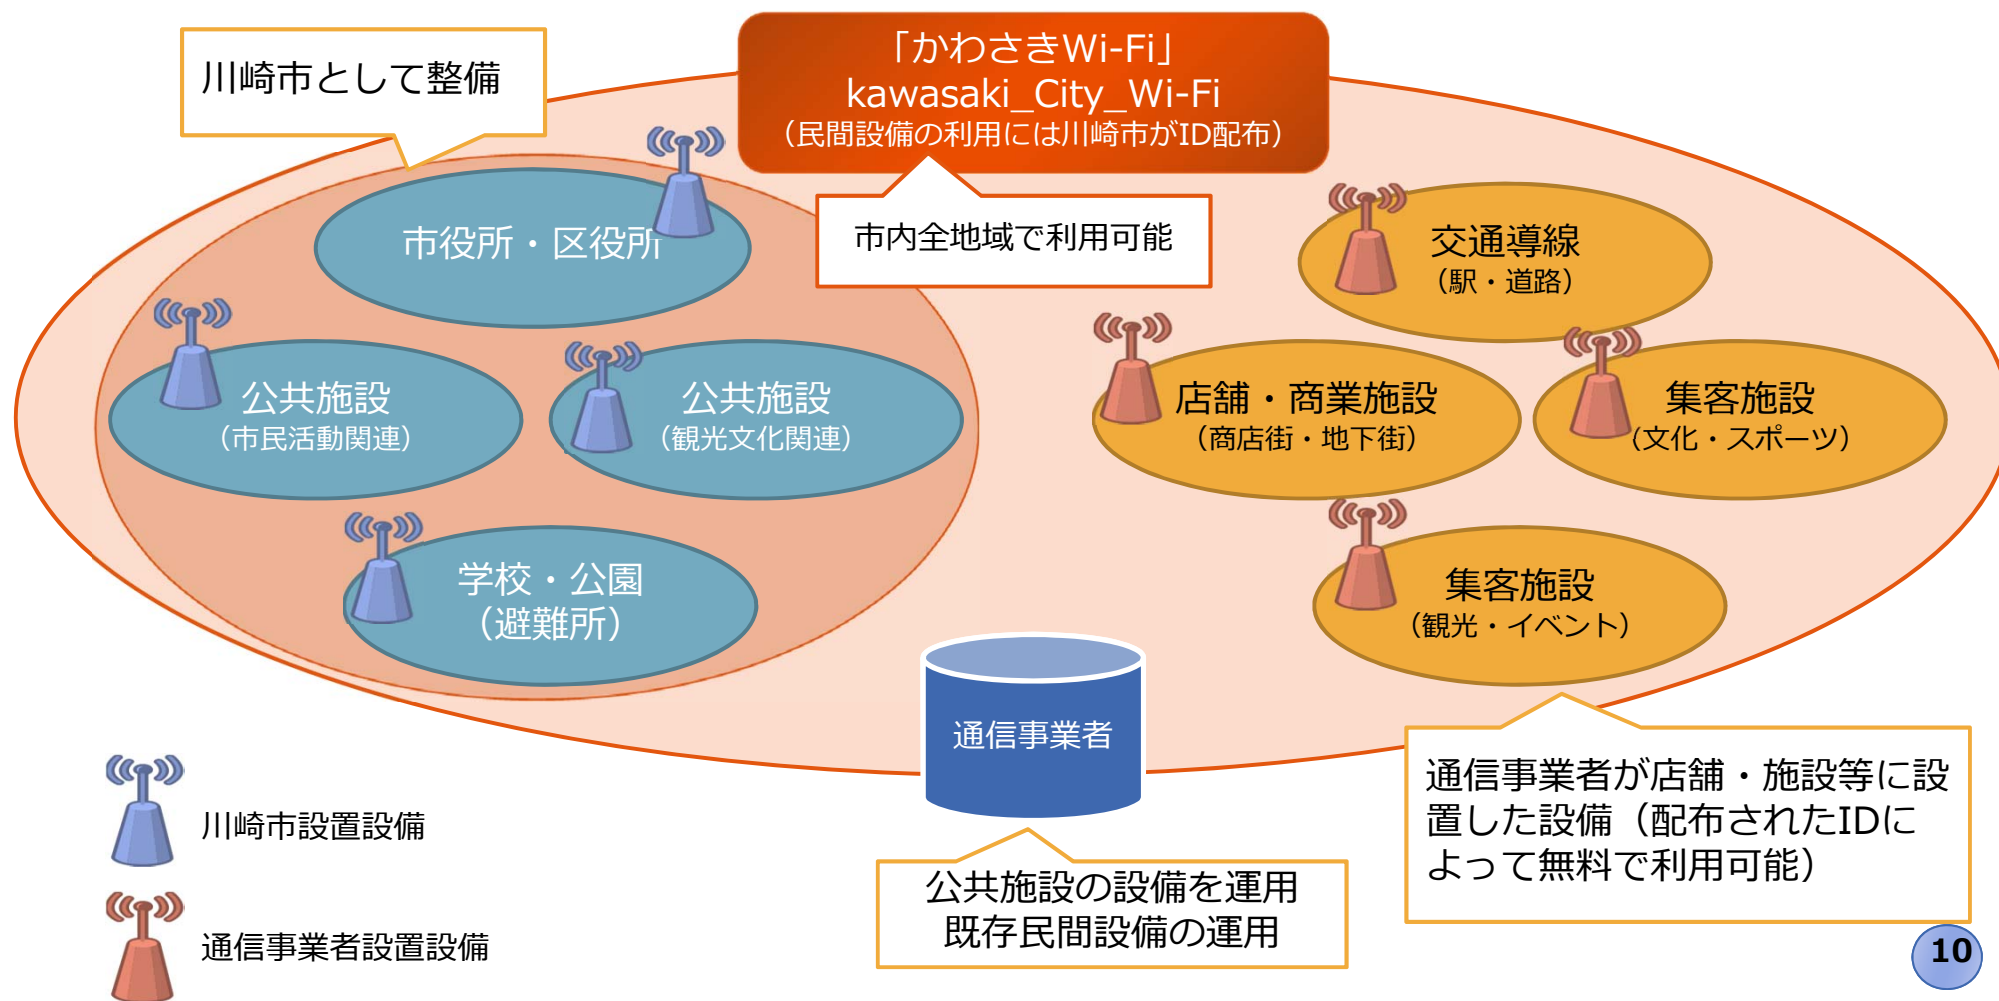 川崎市として整備
「かわさきWi-Fi」
kawasaki_City_Wi-Fi
（民間設備の利用には川崎市がID配布）
市内全地域で利用可能
市役所・区役所
公共施設
（市民活動関連）
公共施設
（観光文化関連）
学校・公園
（避難所）
交通導線
（駅・道路）
店舗・商業施設
（商店街・地下街）
集客施設
（文化・スポーツ）
集客施設
（観光・イベント）
通信事業者
公共施設の設備を運用
既存民間設備の運用
通信事業者が店舗・施設等に設
置した設備（配布されたIDに
よって無料で利用可能）
川崎市設置設備
通信事業者設置設備
10